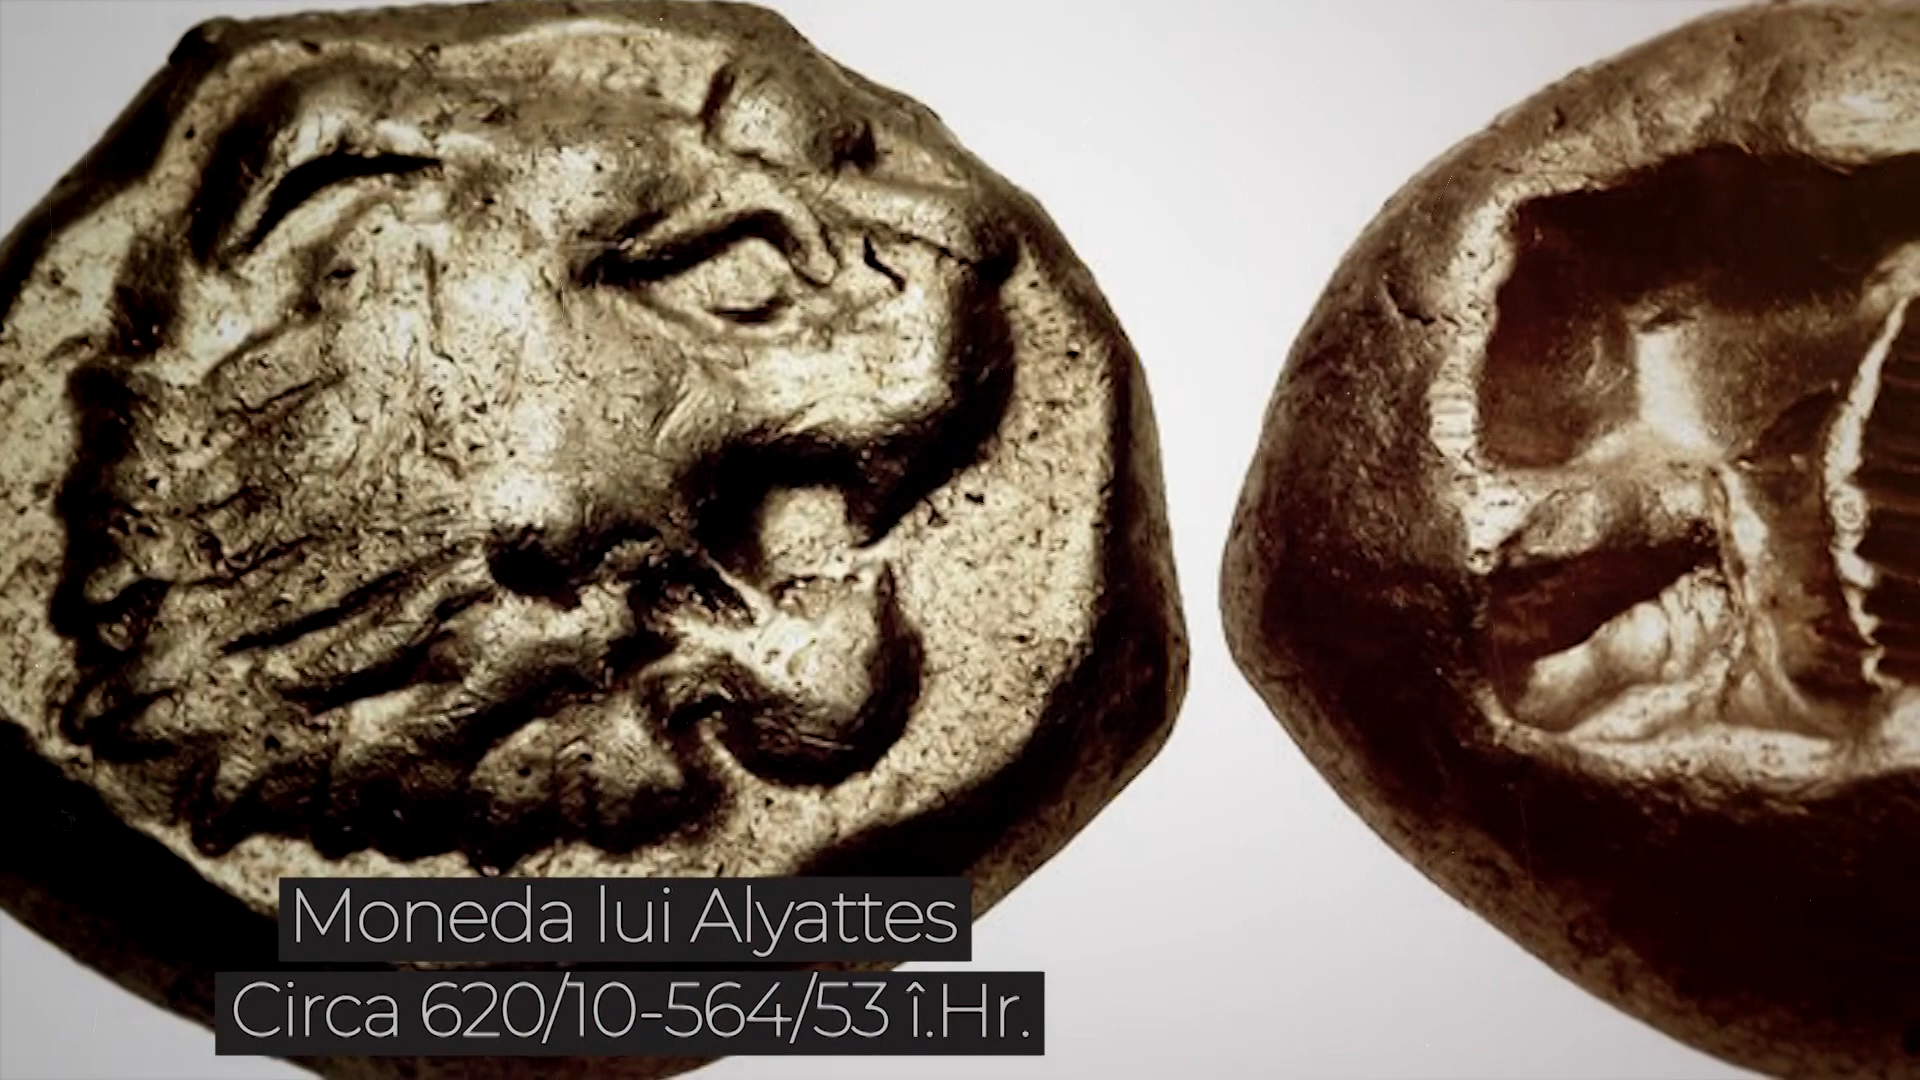 Moneda lui Alyattes
Circa 620/10-564/53 î.Hr.